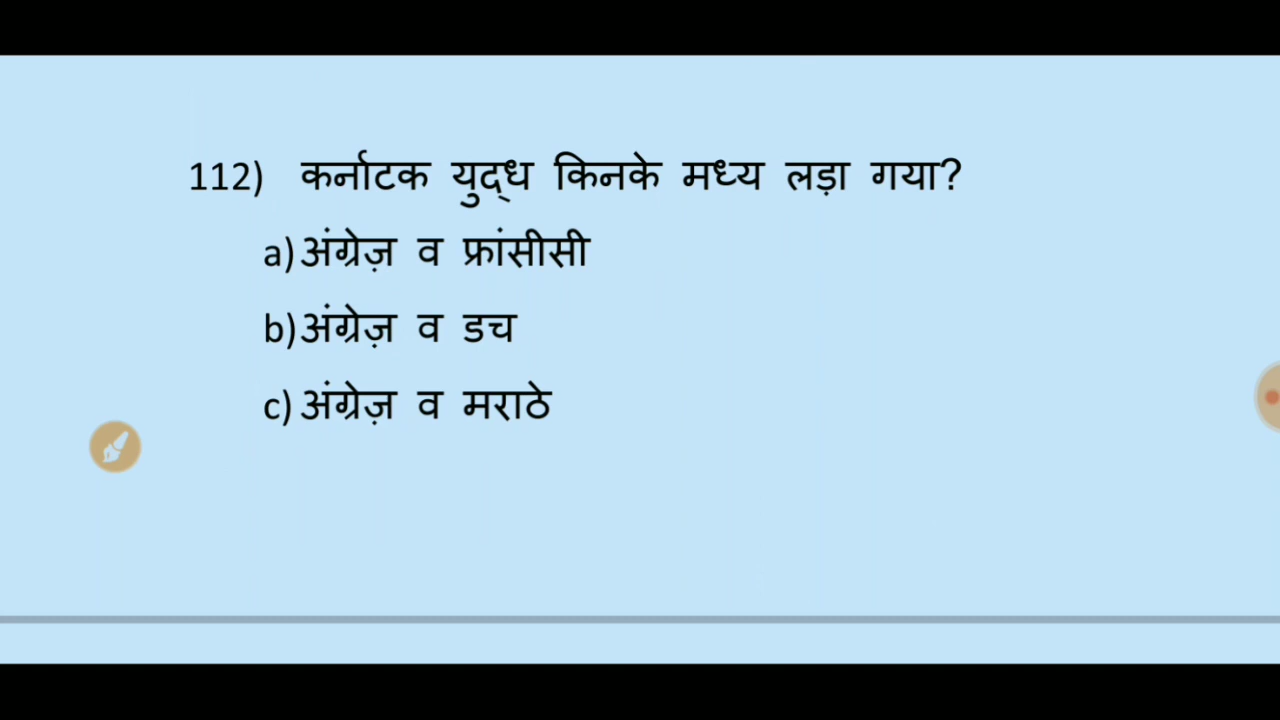 112) कर्नाटक युद्ध किनके मध्य लड़ा गया?
a) अंग्रेज़ व फ्रांसीसी
b) अंग्रेज़ व डच
c) अंग्रेज़ व मराठे